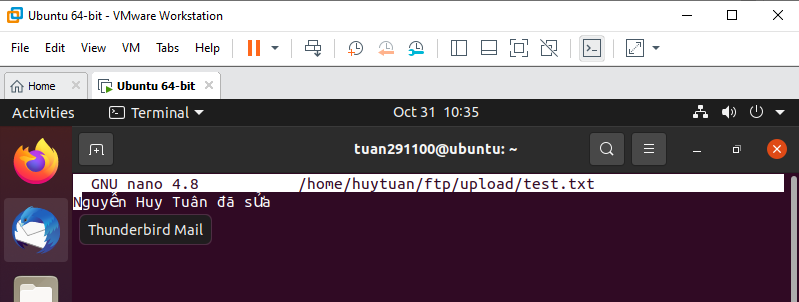 Ubuntu 64-bit - VMware Workstation
File Edit View VM Tabs Help
Home Ubuntu 64-bit
Activities Terminal Oct 31 10:35
tuan291100@ubuntu: ~
GNU nano 4.8 /home/huytuan/ftp/upload/test.txt
Nguyễn Huy Tuân đã sửa
Thunderbird Mail